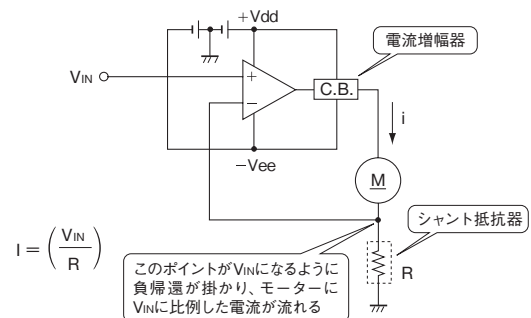 +Vdd
電流増幅器
VIN
+
C.B.
−
i
−Vee
M
シャント抵抗器
I = (VIN/R)
このポイントがVINになるように
負帰還が掛かり、モーターに
VINに比例した電流が流れる
R